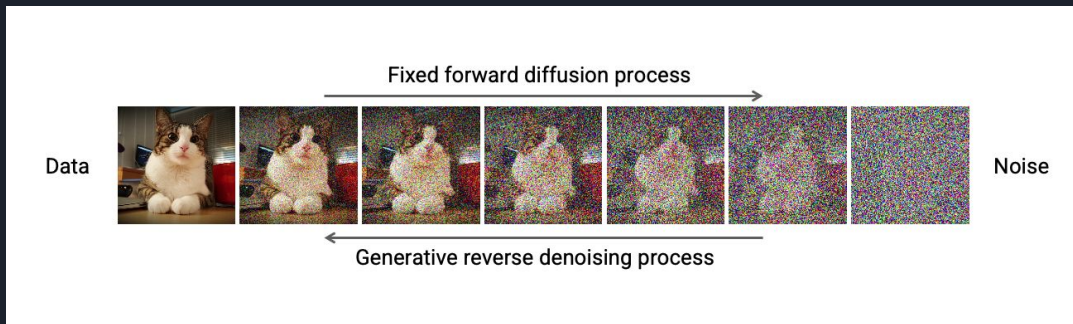 Fixed forward diffusion process
Data
Noise
Generative reverse denoising process